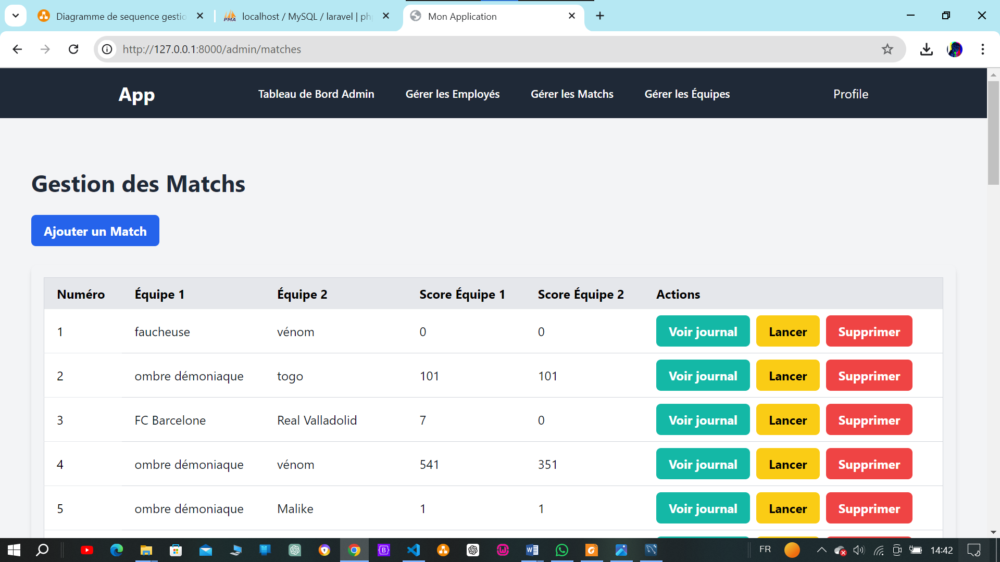 Diagramme de sequence gestio
localhost / MySQL / laravel | ph
Mon Application
http://127.0.0.1:8000/admin/matches
App
Tableau de Bord Admin
Gérer les Employés
Gérer les Matchs
Gérer les Équipes
Profile
Gestion des Matchs
Ajouter un Match
Numéro Équipe 1 Équipe 2 Score Équipe 1 Score Équipe 2 Actions
1 faucheuse vénom 0 0 Voir journal Lancer Supprimer
2 ombre démoniaque togo 101 101 Voir journal Lancer Supprimer
3 FC Barcelone Real Valladolid 7 0 Voir journal Lancer Supprimer
4 ombre démoniaque vénom 541 351 Voir journal Lancer Supprimer
5 ombre démoniaque Malike 1 1 Voir journal Lancer Supprimer
FR
14:42